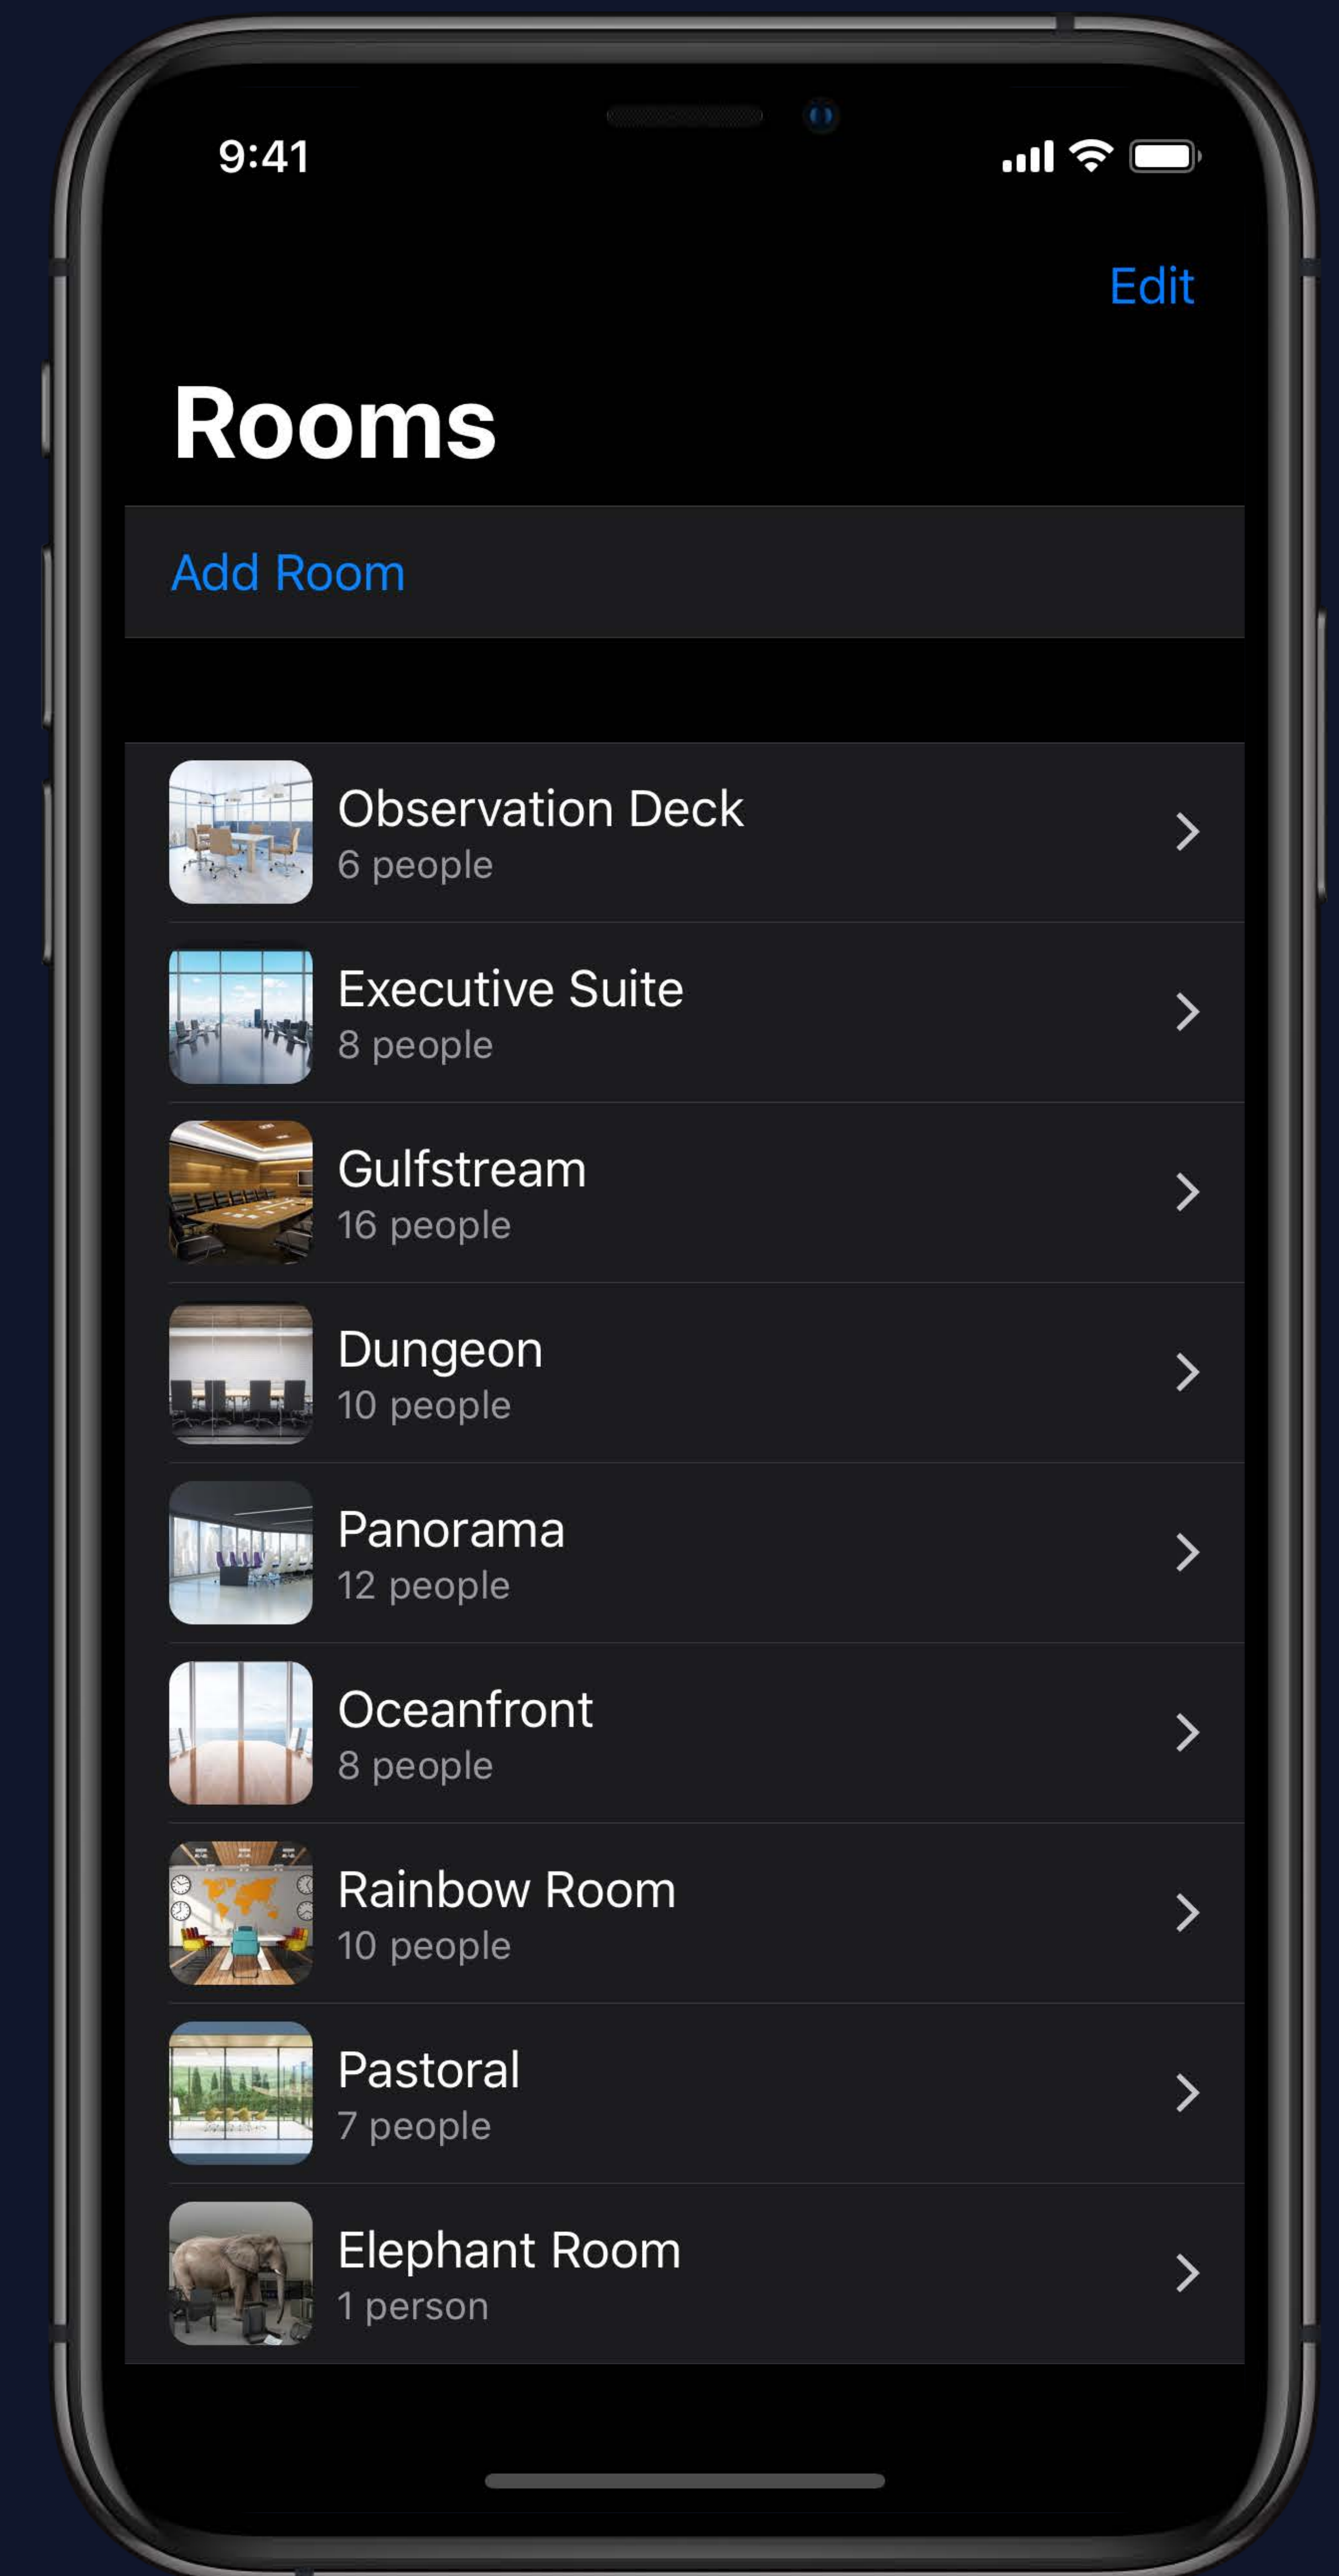 9:41
Edit
Rooms
Add Room
Observation Deck
6 people
Executive Suite
8 people
Gulfstream
16 people
Dungeon
10 people
Panorama
12 people
Oceanfront
8 people
Rainbow Room
10 people
Pastoral
7 people
Elephant Room
1 person